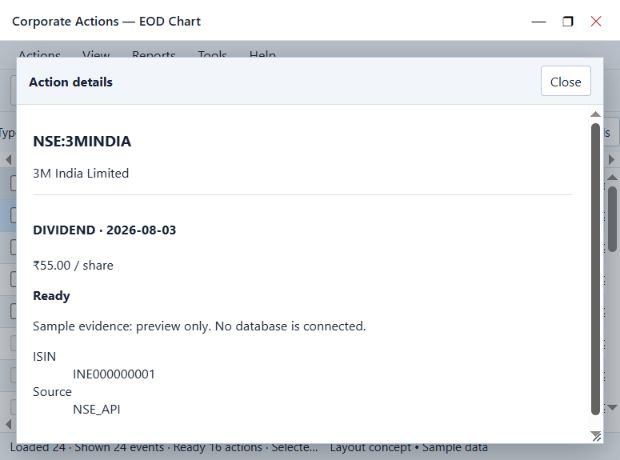 Corporate Actions — EOD Chart
Actions View Reports Tools Help
Action details
Close
NSE:3MINDIA
3M India Limited
DIVIDEND · 2026-08-03
₹55.00 / share
Ready
Sample evidence: preview only. No database is connected.
ISIN
INE000000001
Source
NSE_API
Loaded 24 · Shown 24 events · Ready 16 actions · Selecte... Layout concept • Sample data